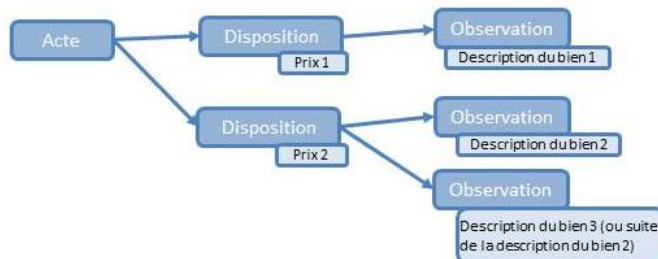 Acte
Disposition
Prix 1
Observation
Description du bien 1
Disposition
Prix 2
Observation
Description du bien 2
Observation
Description du bien 3 (ou suite
de la description du bien 2)